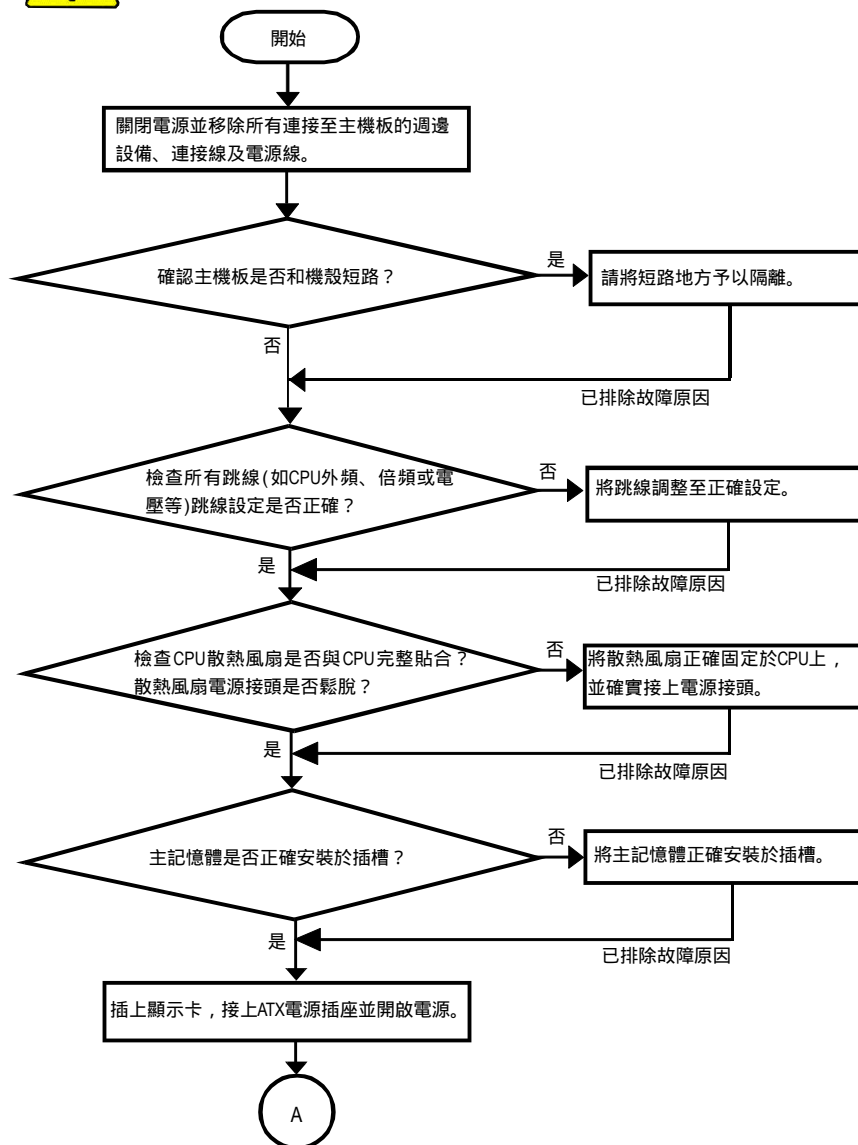 開始
關閉電源並移除所有連接至主機板的週邊
設備、連接線及電源線。
確認主機板是否和機殼短路？
是
請將短路地方予以隔離。
否
已排除故障原因
檢查所有跳線(如CPU外頻、倍頻或電
壓等)跳線設定是否正確？
否
將跳線調整至正確設定。
是
已排除故障原因
檢查CPU散熱風扇是否與CPU完整貼合？
散熱風扇電源接頭是否鬆脫？
否
將散熱風扇正確固定於CPU上，
並確實接上電源接頭。
是
已排除故障原因
主記憶體是否正確安裝於插槽？
否
將主記憶體正確安裝於插槽。
是
已排除故障原因
插上顯示卡，接上ATX電源插座並開啟電源。
A